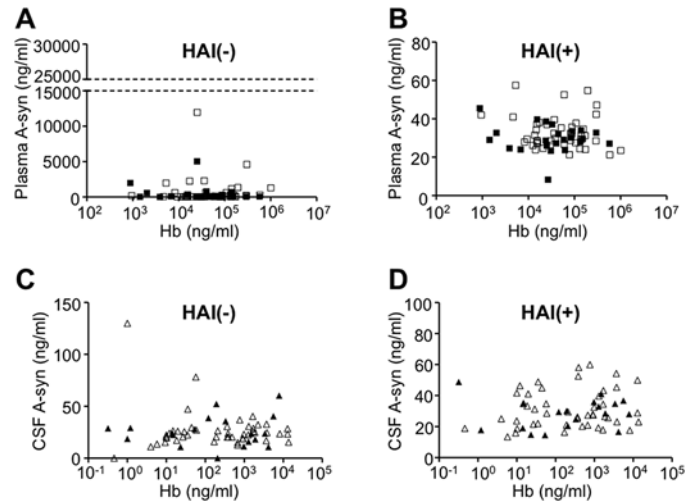 A
HAI(-)
Plasma A-syn (ng/ml)
30000
25000
15000
10000
5000
0
10² 10³ 10⁴ 10⁵ 10⁶ 10⁷
Hb (ng/ml)
B
HAI(+)
Plasma A-syn (ng/ml)
80
60
40
20
0
10² 10³ 10⁴ 10⁵ 10⁶ 10⁷
Hb (ng/ml)
C
HAI(-)
CSF A-syn (ng/ml)
150
100
50
0
10⁻¹ 10⁰ 10¹ 10² 10³ 10⁴ 10⁵
Hb (ng/ml)
D
HAI(+)
CSF A-syn (ng/ml)
100
80
60
40
20
0
10⁻¹ 10⁰ 10¹ 10² 10³ 10⁴ 10⁵
Hb (ng/ml)